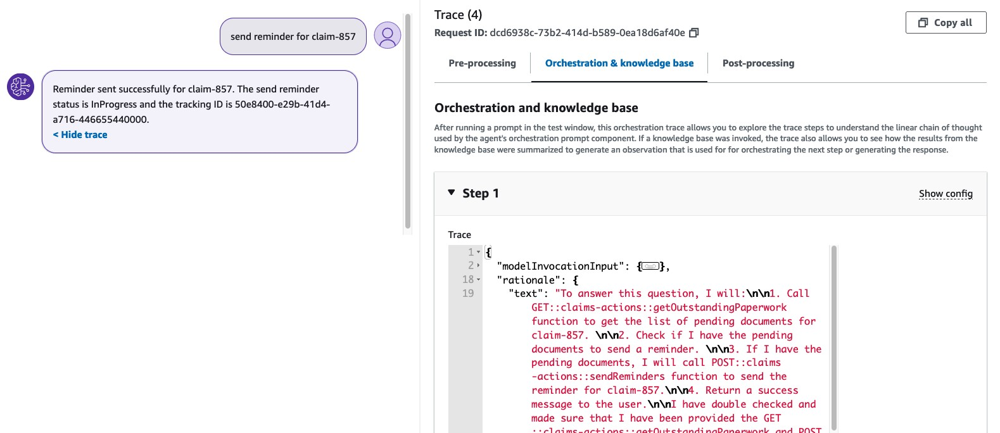 send reminder for claim-857
Reminder sent successfully for claim-857. The send reminder
status is InProgress and the tracking ID is 50e8400-e29b-41d4-
a716-446655440000.
< Hide trace
Trace (4)
Request ID: dcd6938c-73b2-414d-b589-0ea18d6af40e
Copy all
Pre-processing
Orchestration & knowledge base
Post-processing
Orchestration and knowledge base
After running a prompt in the test window, this orchestration trace allows you to explore the trace steps to understand the linear chain of thought
used by the agent's orchestration prompt component. If a knowledge base was invoked, the trace also allows you to see how the results from the
knowledge base were summarized to generate an observation that is used for for orchestrating the next step or generating the response.
Step 1
Show config
Trace
1 {
2 "modelInvocationInput": {},
18 "rationale": {
19 "text": "To answer this question, I will:\n\n1. Call
GET::claims-actions::getOutstandingPaperwork
function to get the list of pending documents for
claim-857. \n\n2. Check if I have the pending
documents to send a reminder. \n\n3. If I have the
pending documents, I will call POST::claims
-actions::sendReminders function to send the
reminder for claim-857.\n\n4. Return a success
message to the user.\n\nI have double checked and
made sure that I have been provided the GET
::claims-actions::getOutstandingPaperwork and POST